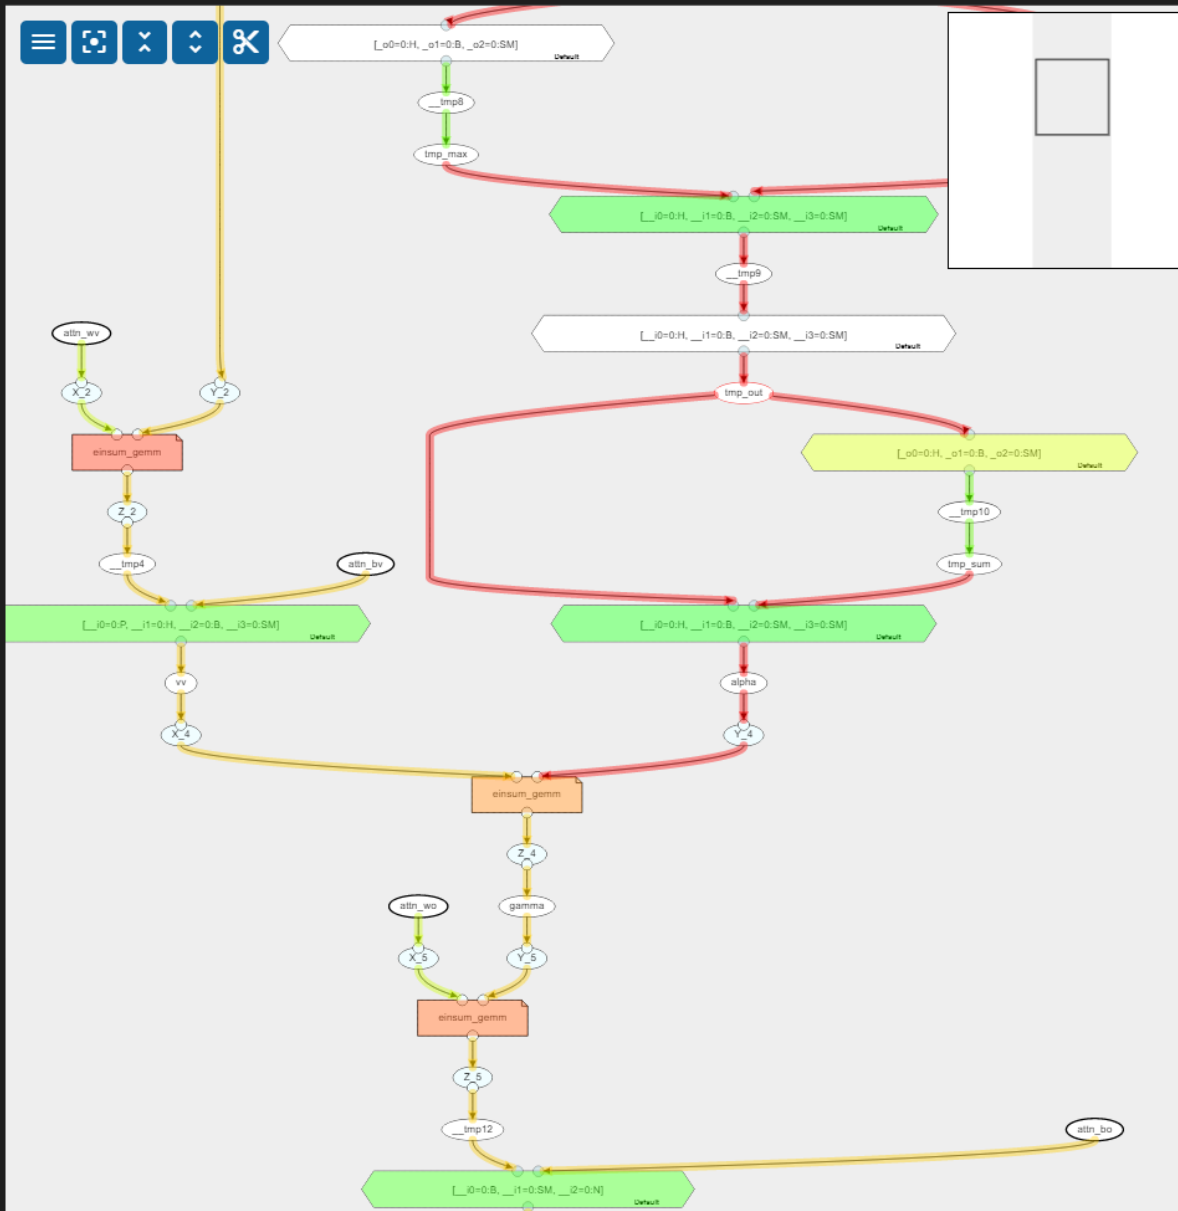 [_o0=0:H, _o1=0:B, _o2=0:SM]
Default
__tmp8
tmp_max
[__i0=0:H, __i1=0:B, __i2=0:SM, __i3=0:SM]
Default
__tmp9
attn_wv
[__i0=0:H, __i1=0:B, __i2=0:SM, __i3=0:SM]
Default
X_2
Y_2
tmp_out
einsum_gemm
[_o0=0:H, _o1=0:B, _o2=0:SM]
Default
Z_2
__tmp10
__tmp4
attn_bv
tmp_sum
[__i0=0:P, __i1=0:H, __i2=0:B, __i3=0:SM]
Default
[__i0=0:H, __i1=0:B, __i2=0:SM, __i3=0:SM]
Default
vv
alpha
X_4
Y_4
einsum_gemm
Z_4
attn_wo
gamma
X_5
Y_5
einsum_gemm
Z_5
__tmp12
attn_bo
[__i0=0:B, __i1=0:SM, __i2=0:N]
Default